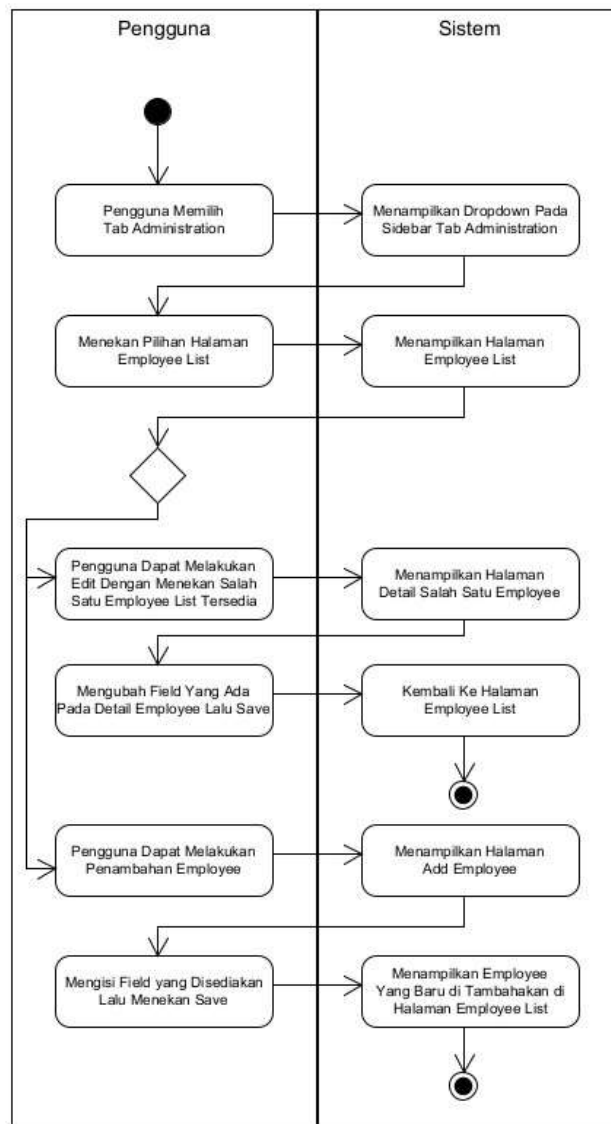 Pengguna
Sistem
Pengguna Memilih
Tab Administration
Menampilkan Dropdown Pada
Sidebar Tab Administration
Menekan Pilihan Halaman
Employee List
Menampilkan Halaman
Employee List
Pengguna Dapat Melakukan
Edit Dengan Menekan Salah
Satu Employee List Tersedia
Menampilkan Halaman
Detail Salah Satu Employee
Mengubah Field Yang Ada
Pada Detail Employee Lalu Save
Kembali Ke Halaman
Employee List
Pengguna Dapat Melakukan
Penambahan Employee
Menampilkan Halaman
Add Employee
Mengisi Field yang Disediakan
Lalu Menekan Save
Menampilkan Employee
Yang Baru di Tambahakan di
Halaman Employee List